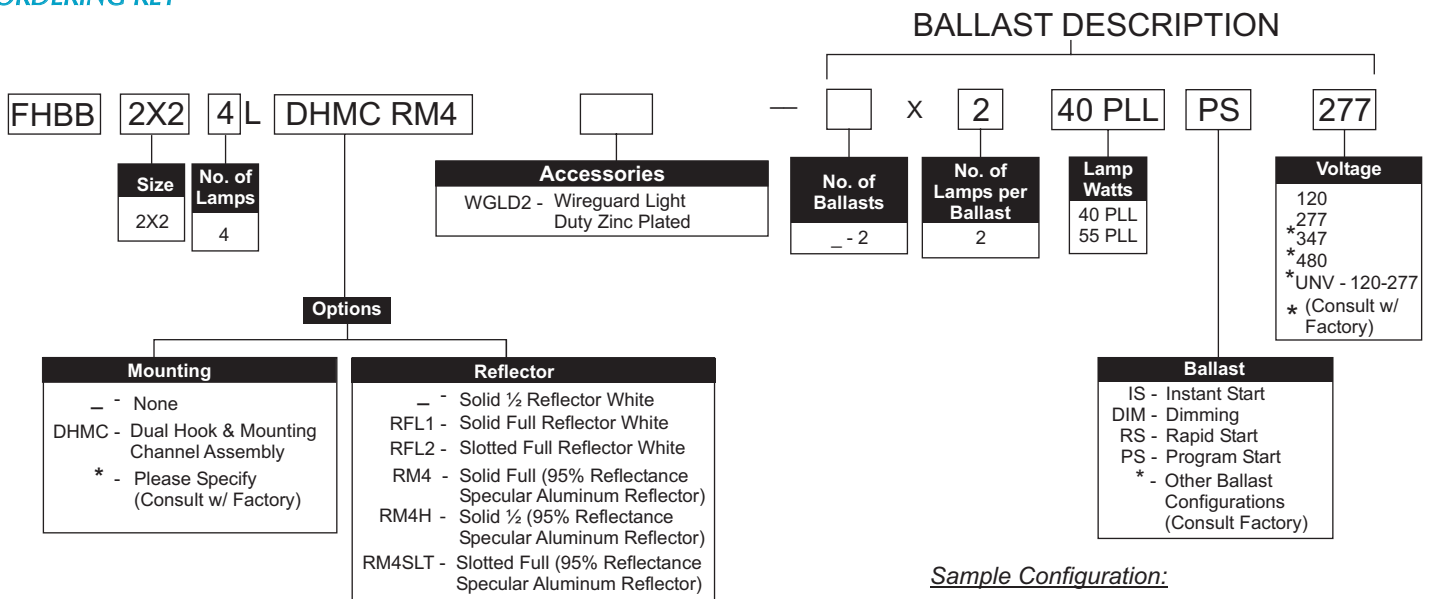 ORDERING KEY
BALLAST DESCRIPTION
FHBB 2X2 4 L DHMC RM4 — X 2 40 PLL PS 277
Size
2X2
No. of
Lamps
4
Accessories
WGLD2 - Wireguard Light
Duty Zinc Plated
No. of
Ballasts
_ - 2
No. of
Lamps per
Ballast
2
Lamp
Watts
40 PLL
55 PLL
Voltage
120
277
*347
*480
*UNV - 120-277
* (Consult w/
Factory)
Options
Mounting
_ - None
DHMC - Dual Hook & Mounting
Channel Assembly
* - Please Specify
(Consult w/ Factory)
Reflector
_ - Solid ½ Reflector White
RFL1 - Solid Full Reflector White
RFL2 - Slotted Full Reflector White
RM4 - Solid Full (95% Reflectance
Specular Aluminum Reflector)
RM4H - Solid ½ (95% Reflectance
Specular Aluminum Reflector)
RM4SLT - Slotted Full (95% Reflectance
Specular Aluminum Reflector)
Ballast
IS - Instant Start
DIM - Dimming
RS - Rapid Start
PS - Program Start
* - Other Ballast
Configurations
(Consult Factory)
Sample Configuration: